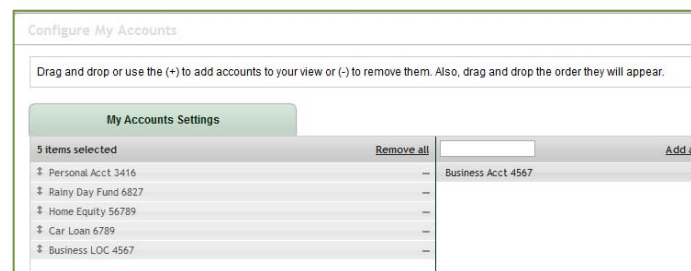 Configure My Accounts
Drag and drop or use the (+) to add accounts to your view or (-) to remove them. Also, drag and drop the order they will appear.
My Accounts Settings
5 items selected Remove all Add a
Personal Acct 3416 – Business Acct 4567
Rainy Day Fund 6827 –
Home Equity 56789 –
Car Loan 6789 –
Business LOC 4567 –